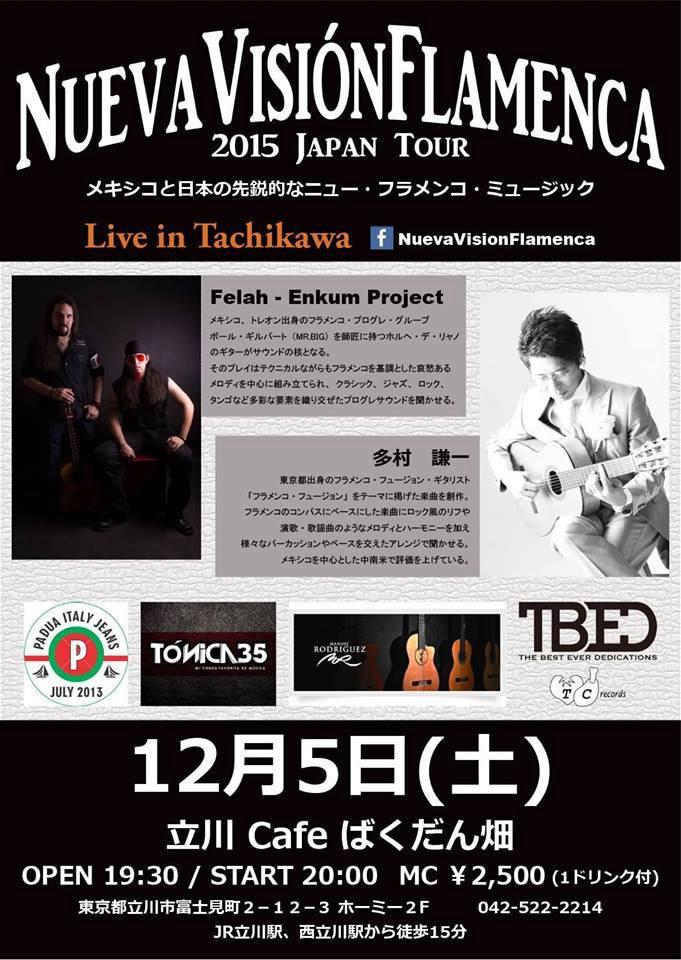 NUEVA VISIÓN FLAMENCA
2015 JAPAN TOUR
メキシコと日本の先鋭的なニュー・フラメンコ・ミュージック
Live in Tachikawa
f NuevaVisionFlamenca
Felah - Enkum Project
メキシコ、トレオン出身のフラメンコ・プログレ・グループ
ポール・ギルバート（MR.BIG）を師匠に持つホルヘ・デ・リャノ
のギターがサウンドの核となる。
そのプレイはテクニカルながらもフラメンコを基調とした哀愁ある
メロディを中心に組み立てられ、クラシック、ジャズ、ロック、
タンゴなど多彩な要素を織り交ぜたプログレサウンドを聞かせる。
多村　謙一
東京都出身のフラメンコ・フュージョン・ギタリスト
「フラメンコ・フュージョン」をテーマに掲げた楽曲を創作。
フラメンコのコンパスにベースにした楽曲にロック風のリフや
演歌・歌謡曲のようなメロディとハーモニーを加え
様々なパーカッションやベースを交えたアレンジで聞かせる。
メキシコを中心とした中南米で評価を上げている。
PADUA ITALY JEANS
P
JULY 2013
TÓNICA35
MI TIENDA FAVORITA DE MÚSICA
MANUEL
RODRIGUEZ
MR
TBED
THE BEST EVER DEDICATIONS
T C records
12月5日(土)
立川 Cafe ばくだん畑
OPEN 19:30 / START 20:00 MC ￥2,500 (1ドリンク付)
東京都立川市富士見町２－１２－３ ホーミー２F 042-522-2214
JR立川駅、西立川駅から徒歩15分